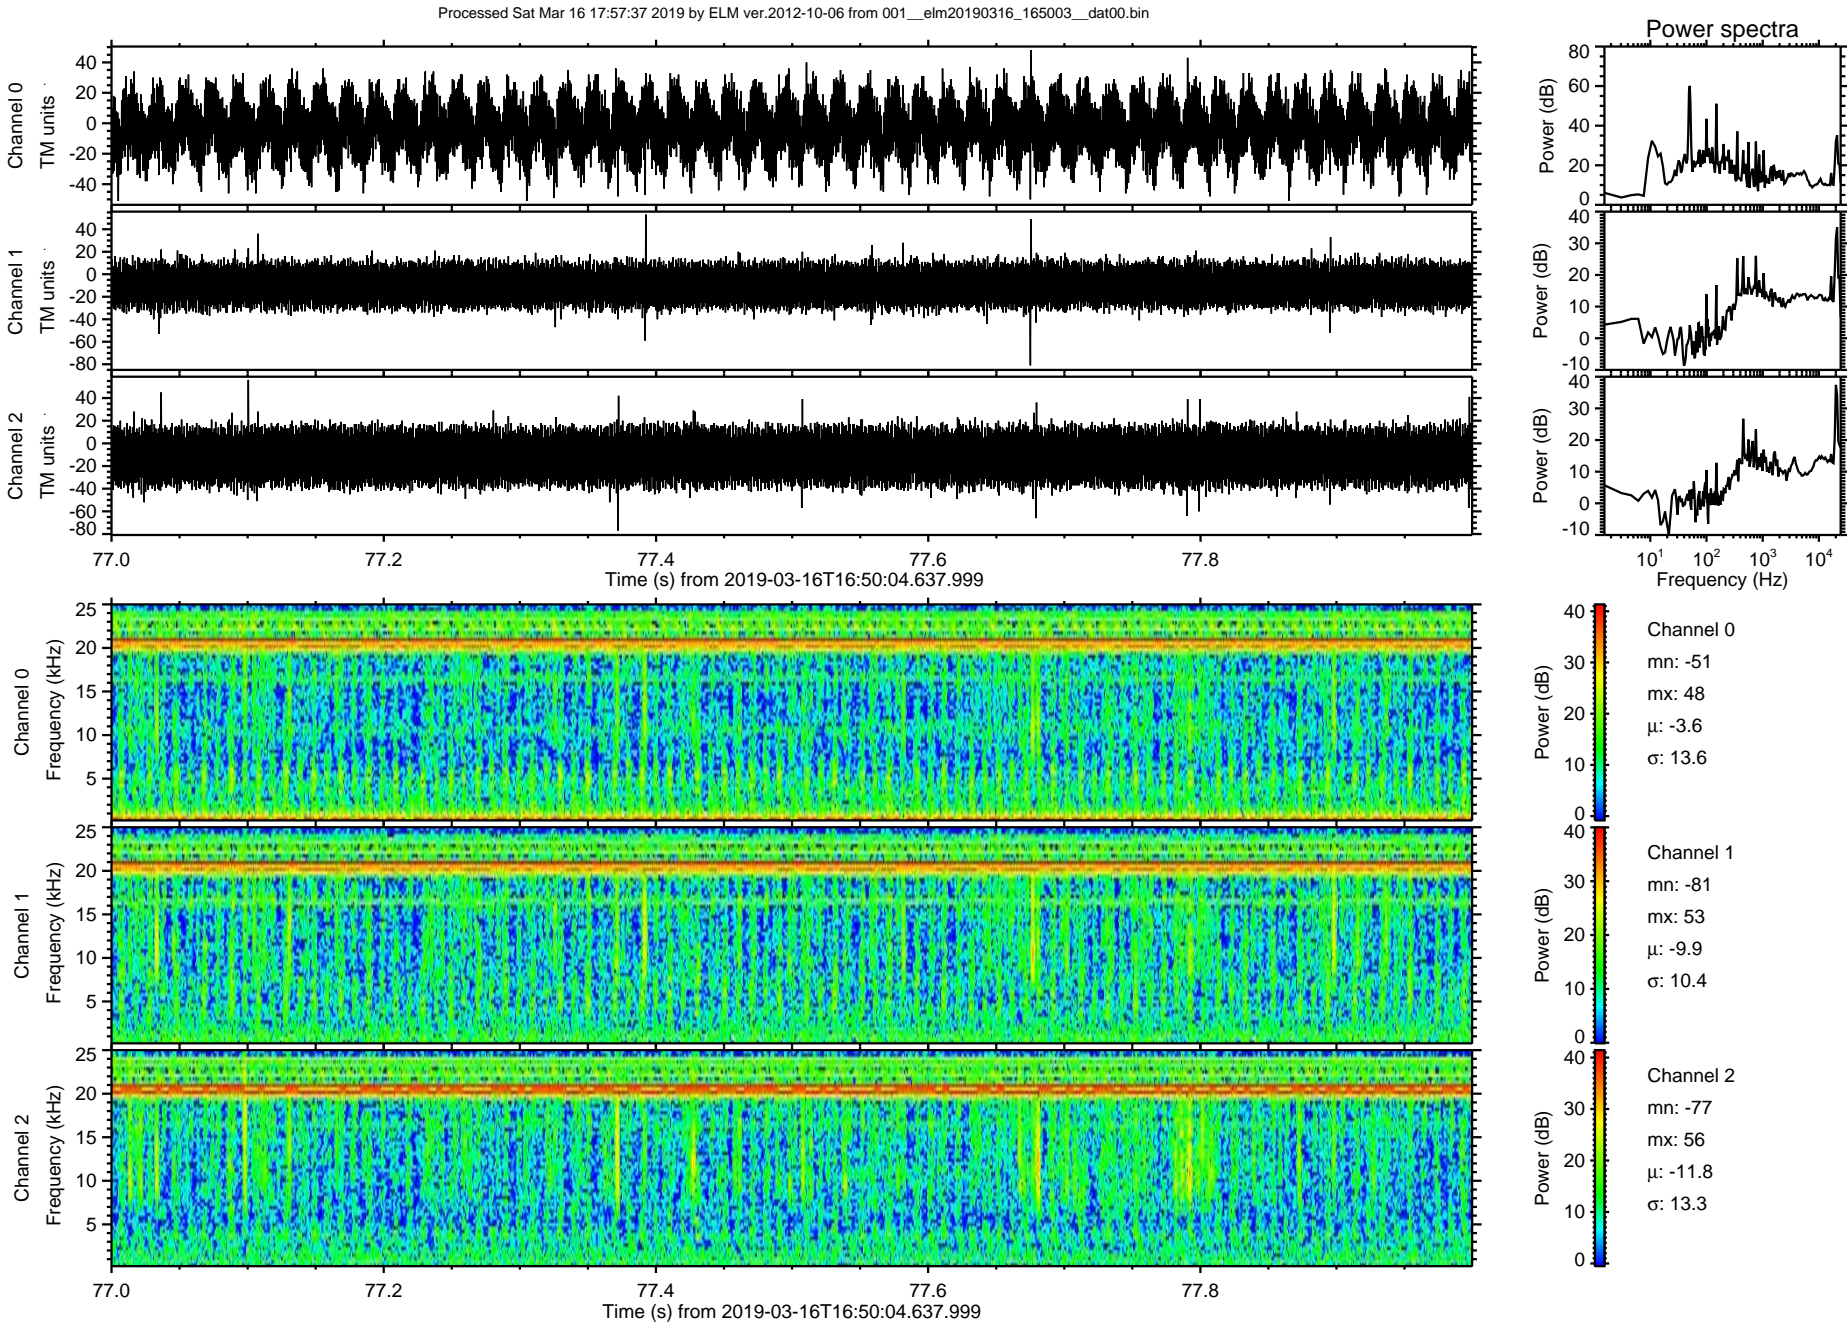 Processed Sat Mar 16 17:57:37 2019 by ELM ver.2012-10-06 from 001__elm20190316_165003__dat00.bin
Power spectra
Channel 0
TM units
40
20
0
-20
-40
Power (dB)
80
60
40
20
0
Channel 1
TM units
40
20
0
-20
-40
-60
-80
Power (dB)
40
30
20
10
0
-10
Channel 2
TM units
40
20
0
-20
-40
-60
-80
Power (dB)
40
30
20
10
0
-10
77.0 77.2 77.4 77.6 77.8
Time (s) from 2019-03-16T16:50:04.637.999
10¹ 10² 10³ 10⁴
Frequency (Hz)
Channel 0
Frequency (kHz)
25
20
15
10
5
Power (dB)
40
30
20
10
0
Channel 0
mn: -51
mx: 48
μ: -3.6
σ: 13.6
Channel 1
Frequency (kHz)
25
20
15
10
5
Power (dB)
40
30
20
10
0
Channel 1
mn: -81
mx: 53
μ: -9.9
σ: 10.4
Channel 2
Frequency (kHz)
25
20
15
10
5
Power (dB)
40
30
20
10
0
Channel 2
mn: -77
mx: 56
μ: -11.8
σ: 13.3
77.0 77.2 77.4 77.6 77.8
Time (s) from 2019-03-16T16:50:04.637.999